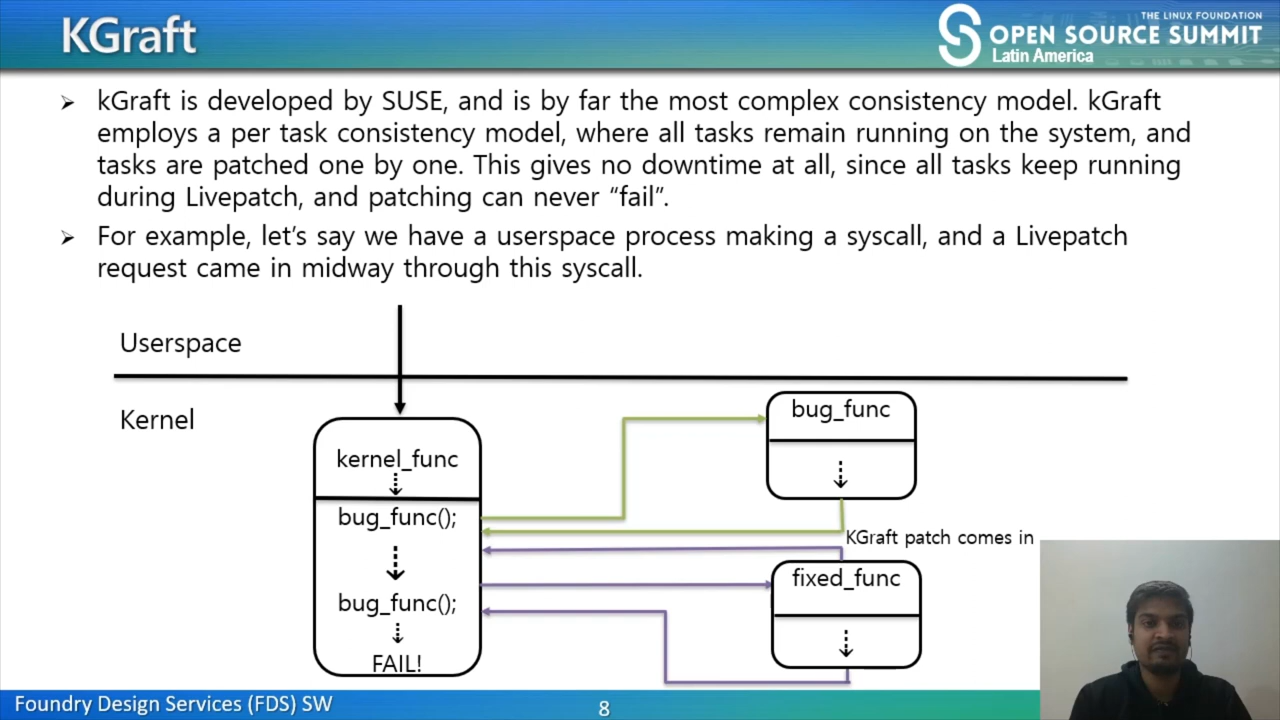 KGraft
THE LINUX FOUNDATION
OPEN SOURCE SUMMIT
Latin America
➢ kGraft is developed by SUSE, and is by far the most complex consistency model. kGraft
employs a per task consistency model, where all tasks remain running on the system, and
tasks are patched one by one. This gives no downtime at all, since all tasks keep running
during Livepatch, and patching can never “fail”.
➢ For example, let’s say we have a userspace process making a syscall, and a Livepatch
request came in midway through this syscall.
Userspace
Kernel
kernel_func
bug_func();
bug_func();
FAIL!
bug_func
KGraft patch comes in
fixed_func
Foundry Design Services (FDS) SW
8